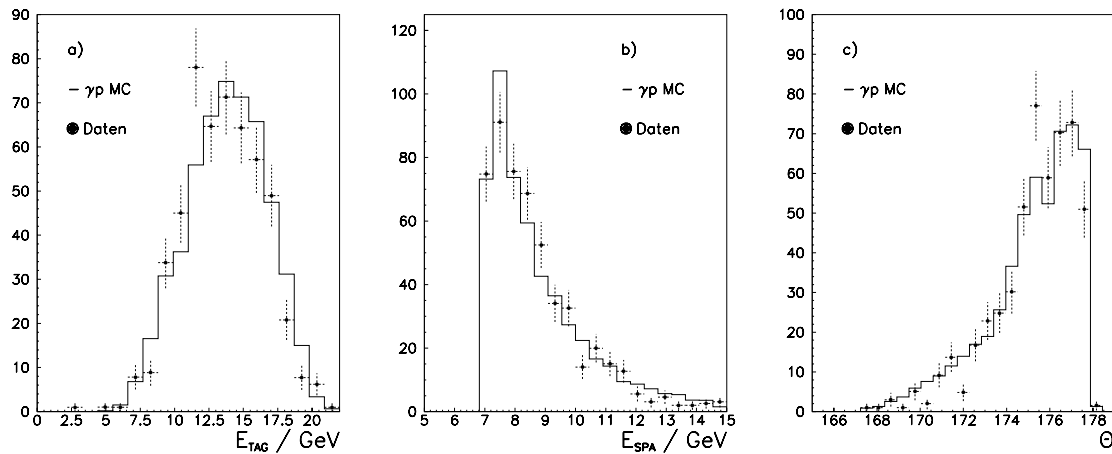 a)
– γp MC
● Daten
90
80
70
60
50
40
30
20
10
0
0 2.5 5 7.5 10 12.5 15 17.5 20
E_TAG / GeV
b)
– γp MC
● Daten
120
100
80
60
40
20
0
5 6 7 8 9 10 11 12 13 14 15
E_SPA / GeV
c)
– γp MC
● Daten
100
90
80
70
60
50
40
30
20
10
0
166 168 170 172 174 176 178
Θ